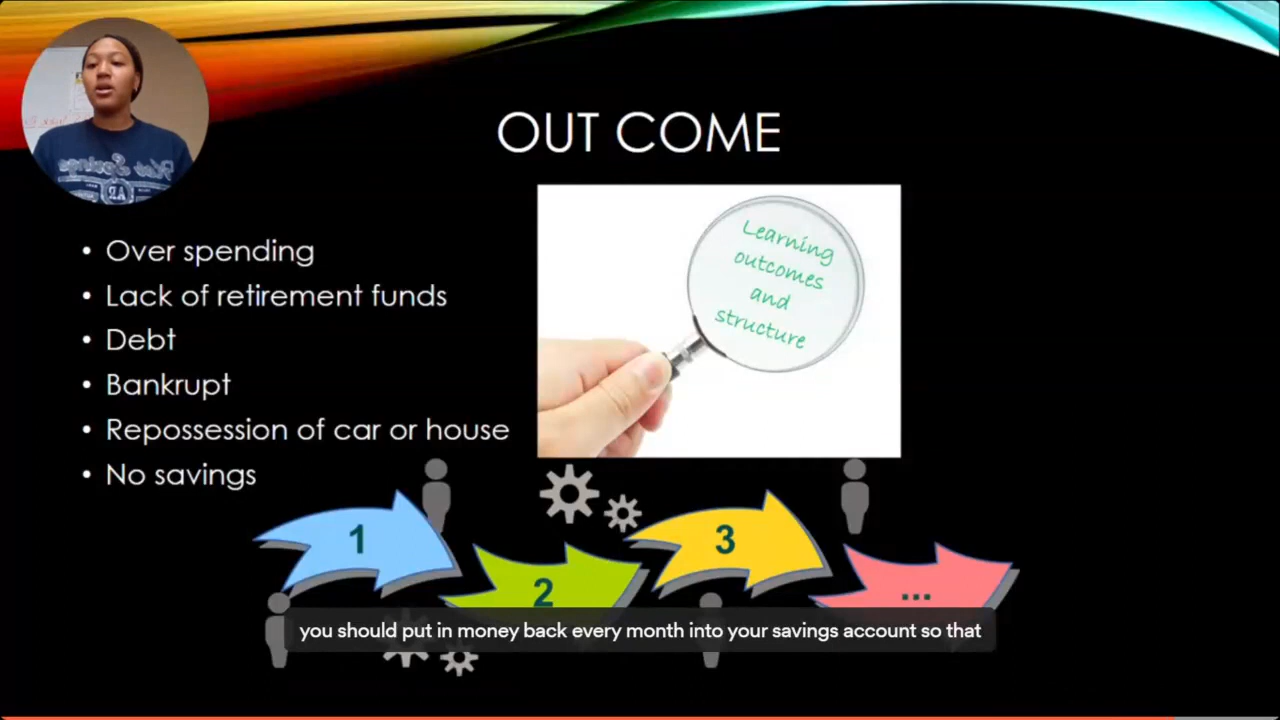 OUT COME
• Over spending
• Lack of retirement funds
• Debt
• Bankrupt
• Repossession of car or house
• No savings
Learning
outcomes
and
structure
1
2
3
...
you should put in money back every month into your savings account so that